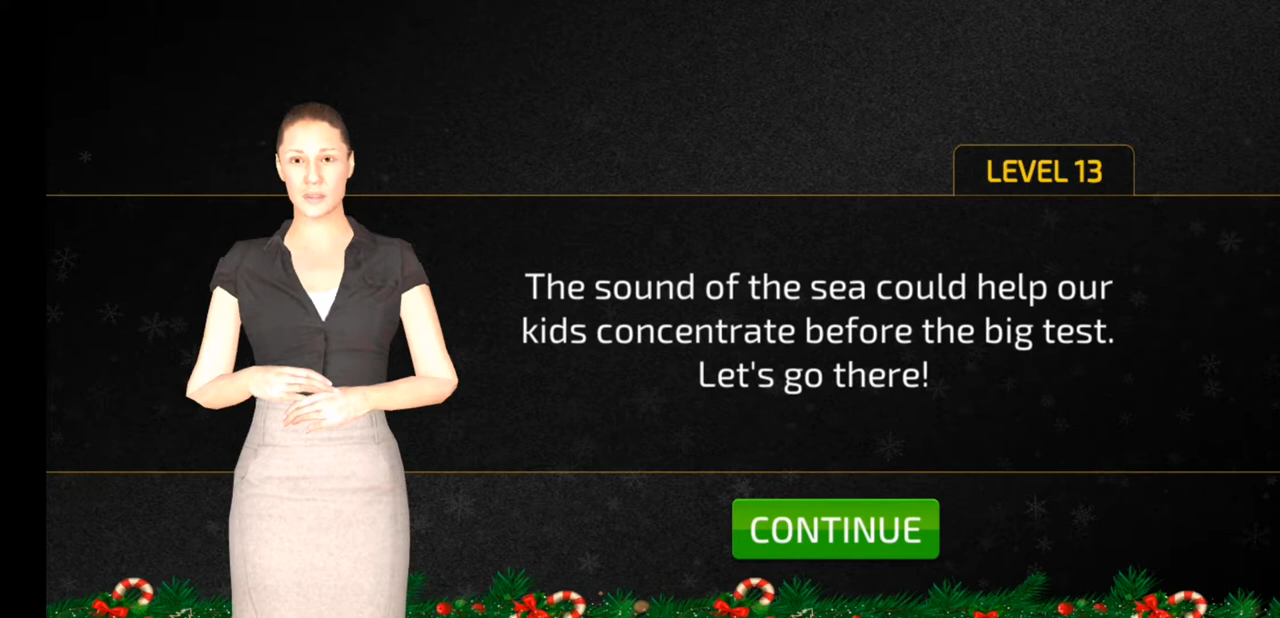 LEVEL 13
The sound of the sea could help our
kids concentrate before the big test.
Let's go there!
CONTINUE